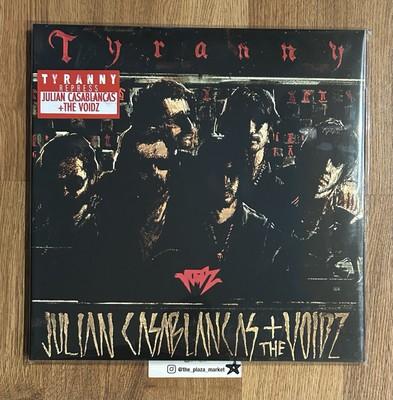 Tyranny
TYRANNY
REPRESS
JULIAN CASABLANCAS
+THE VOIDZ
VOIDZ
JULIAN CASABLANCAS + THE VOIDZ
@the_plaza_market